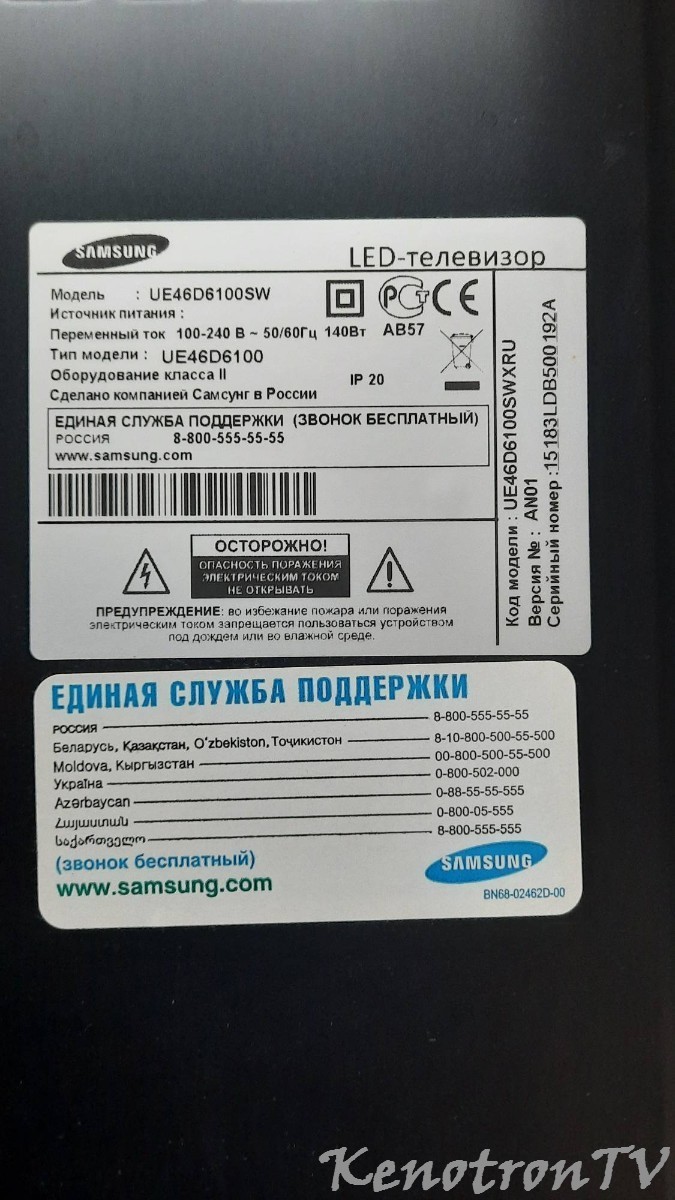 SAMSUNG
LED-телевизор
Модель : UE46D6100SW
Источник питания :
Переменный ток 100-240 В ~ 50/60Гц 140Вт
AB57
Тип модели : UE46D6100
Оборудование класса II
IP 20
Сделано компанией Самсунг в России
ЕДИНАЯ СЛУЖБА ПОДДЕРЖКИ (ЗВОНОК БЕСПЛАТНЫЙ)
РОССИЯ 8-800-555-55-55
www.samsung.com
ОСТОРОЖНО!
ОПАСНОСТЬ ПОРАЖЕНИЯ
ЭЛЕКТРИЧЕСКИМ ТОКОМ
НЕ ОТКРЫВАТЬ
ПРЕДУПРЕЖДЕНИЕ: во избежание пожара или поражения
электрическим током запрещается пользоваться устройством
под дождем или во влажной среде.
Код модели : UE46D6100SWXRU
Версия № : AN01
Серийный номер :15183LDB500192A
ЕДИНАЯ СЛУЖБА ПОДДЕРЖКИ
РОССИЯ 8-800-555-55-55
Беларусь, Қазақстан, O‘zbekiston, Тоҷикистон 8-10-800-500-55-500
Moldova, Кыргызстан 00-800-500-55-500
Україна 0-800-502-000
Azərbaycan 0-88-55-55-555
Հայաստան 0-800-05-555
საქართველო 8-800-555-555
(звонок бесплатный)
www.samsung.com
SAMSUNG
BN68-02462D-00
KenotronTV